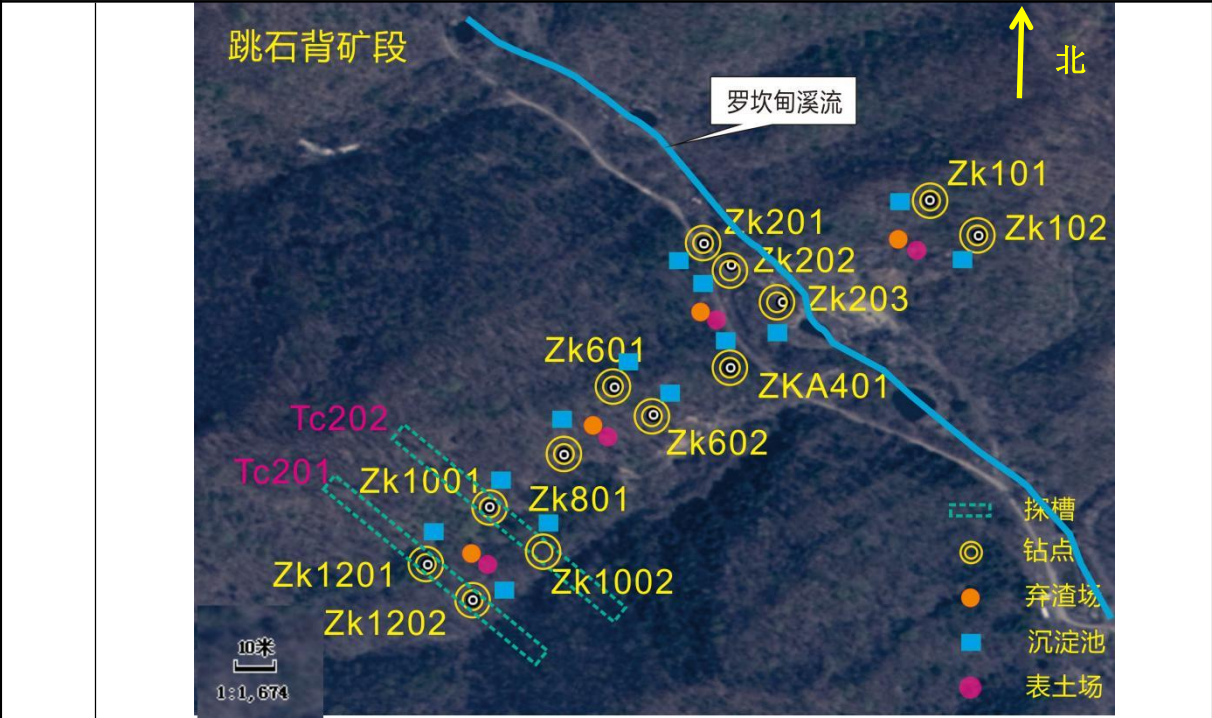 跳石背矿段
北
罗坎甸溪流
Zk101
Zk102
Zk201
Zk202
Zk203
Zk601
ZKA401
Zk602
Tc202
Tc201
Zk1001
Zk801
Zk1201
Zk1002
Zk1202
探槽
钻点
弃渣场
沉淀池
表土场
10米
1:1,674